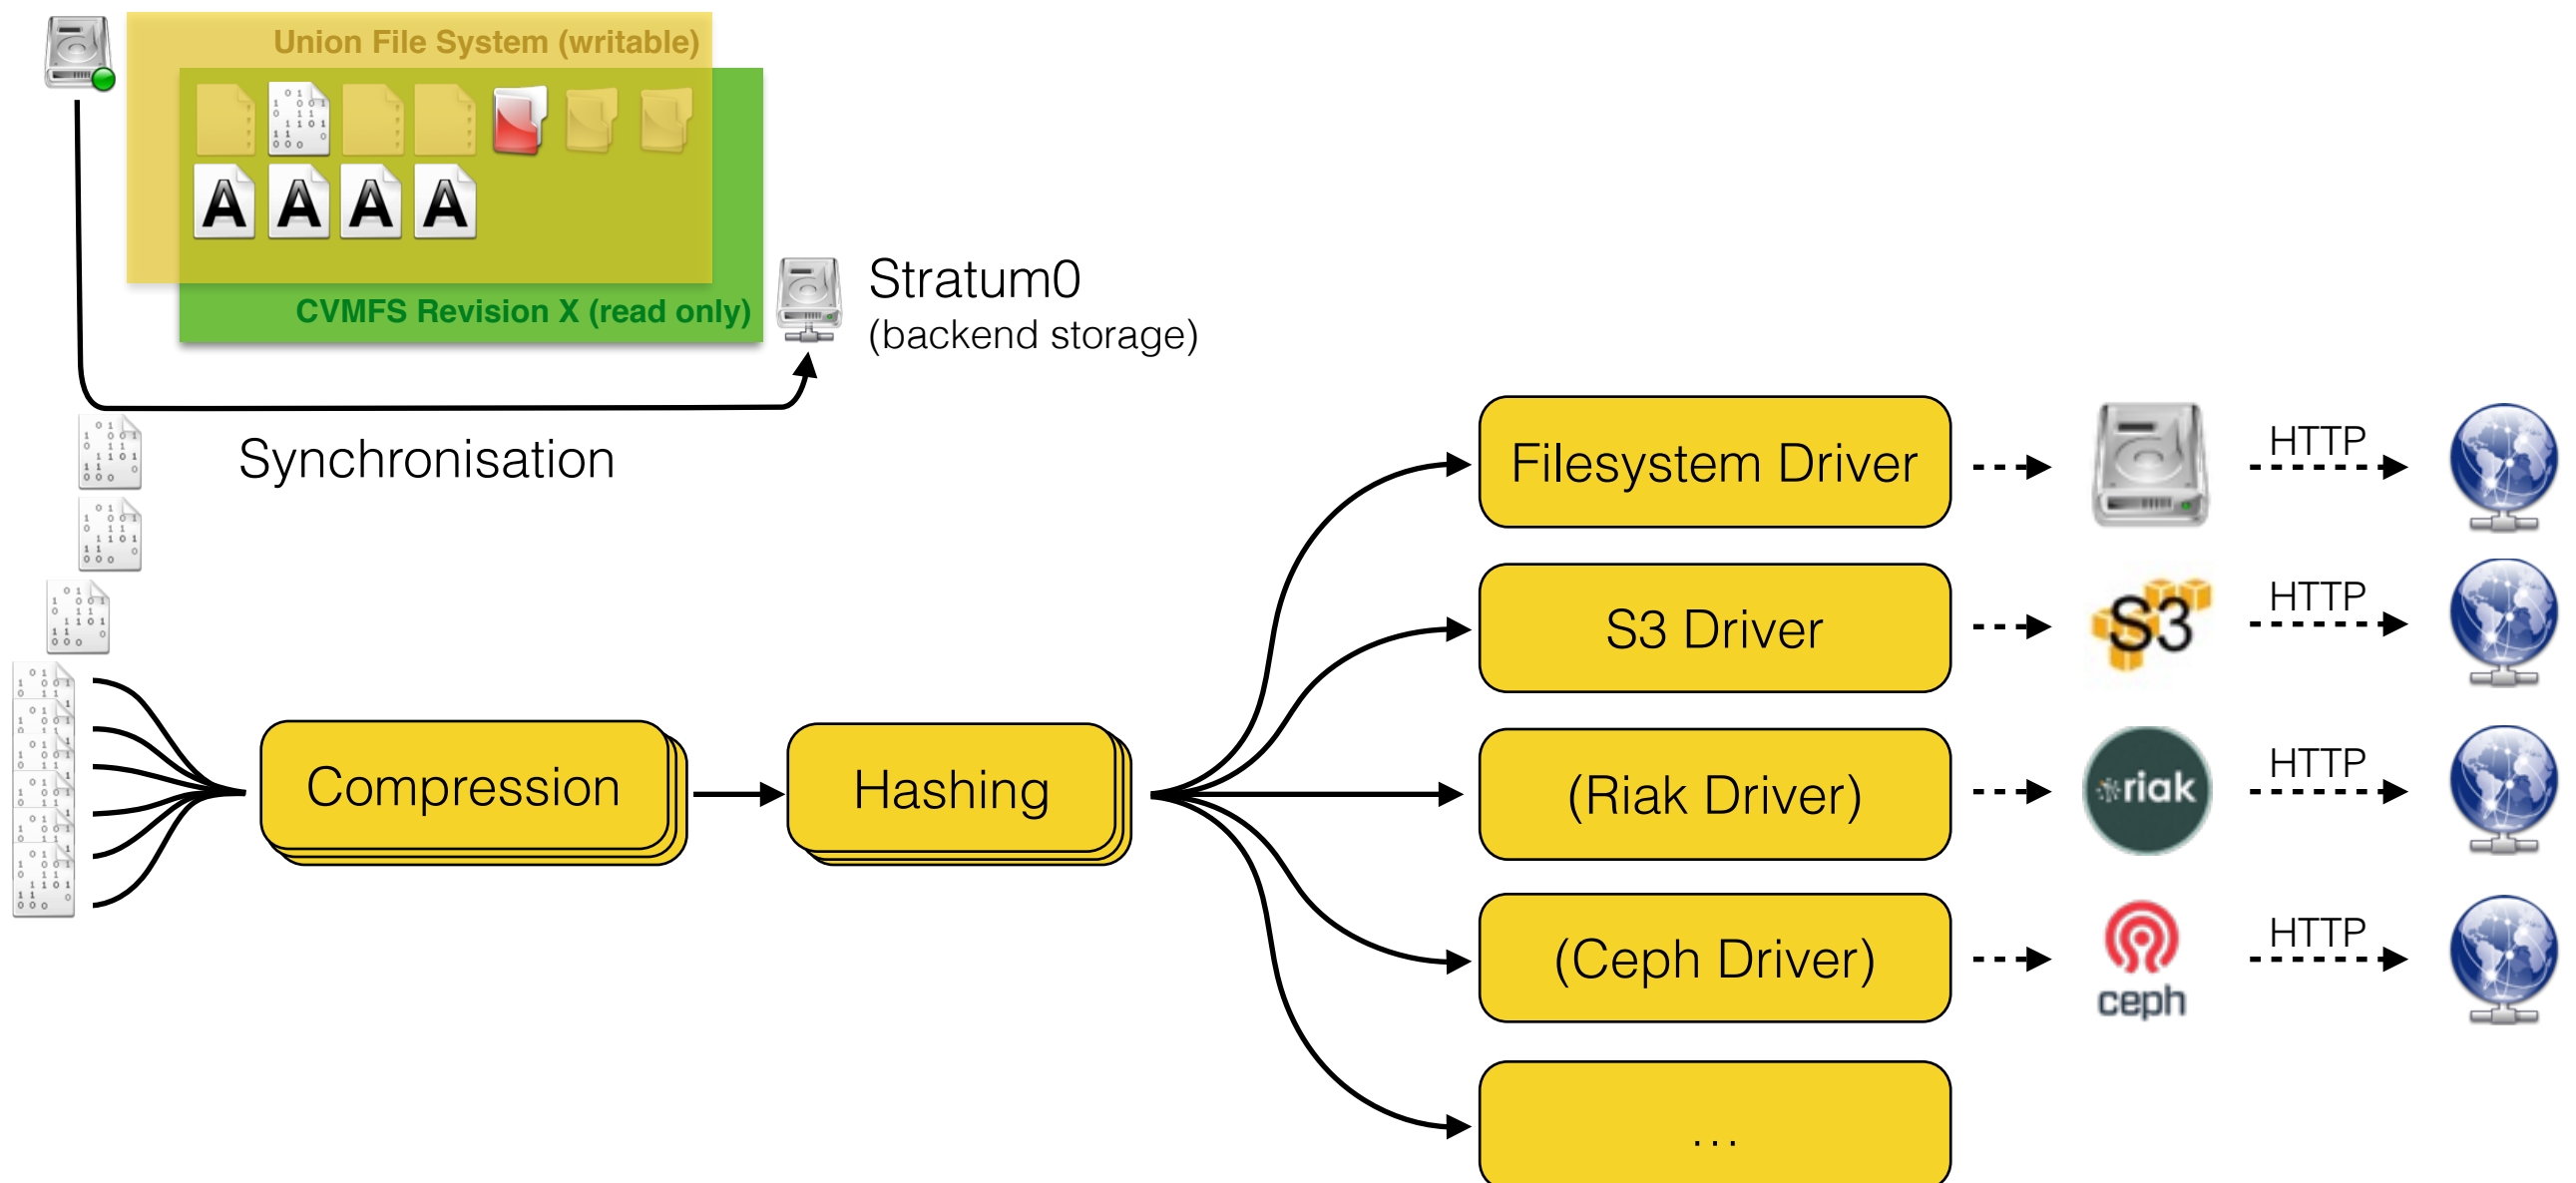 Union File System (writable)
A A A A
CVMFS Revision X (read only)
Stratum0
(backend storage)
Synchronisation
Compression
Hashing
Filesystem Driver
HTTP
S3 Driver
S3
HTTP
(Riak Driver)
riak
HTTP
(Ceph Driver)
ceph
HTTP
...